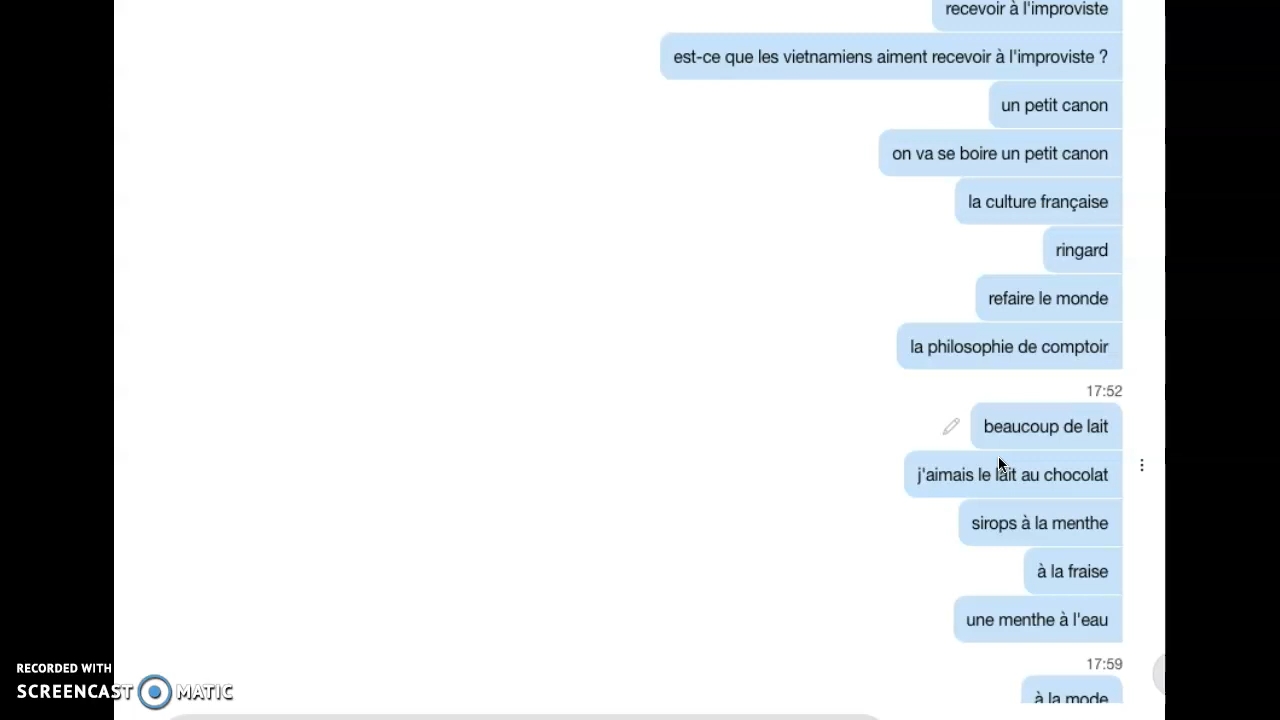 recevoir à l'improviste
est-ce que les vietnamiens aiment recevoir à l'improviste ?
un petit canon
on va se boire un petit canon
la culture française
ringard
refaire le monde
la philosophie de comptoir
17:52
beaucoup de lait
j'aimais le lait au chocolat
sirops à la menthe
à la fraise
une menthe à l'eau
17:59
à la mode
RECORDED WITH
SCREENCAST MATIC